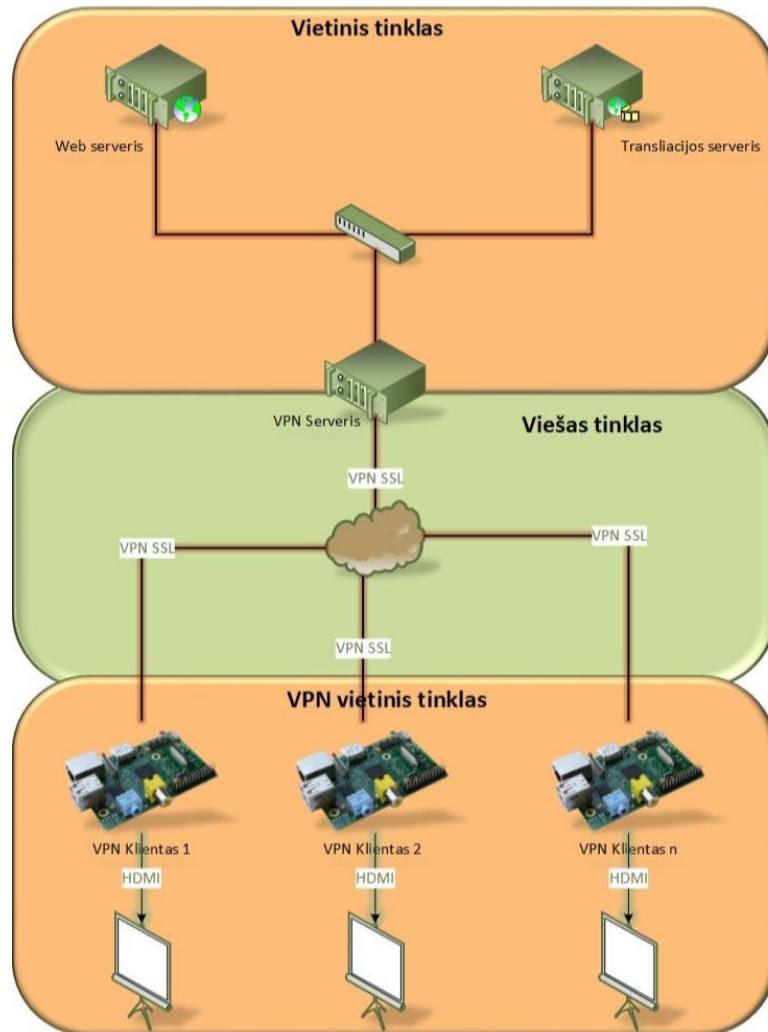 Vietinis tinklas
Web serveris
Transliacijos serveris
VPN Serveris
Viešas tinklas
VPN SSL
VPN SSL
VPN SSL
VPN SSL
VPN vietinis tinklas
VPN Klientas 1
VPN Klientas 2
VPN Klientas n
HDMI
HDMI
HDMI